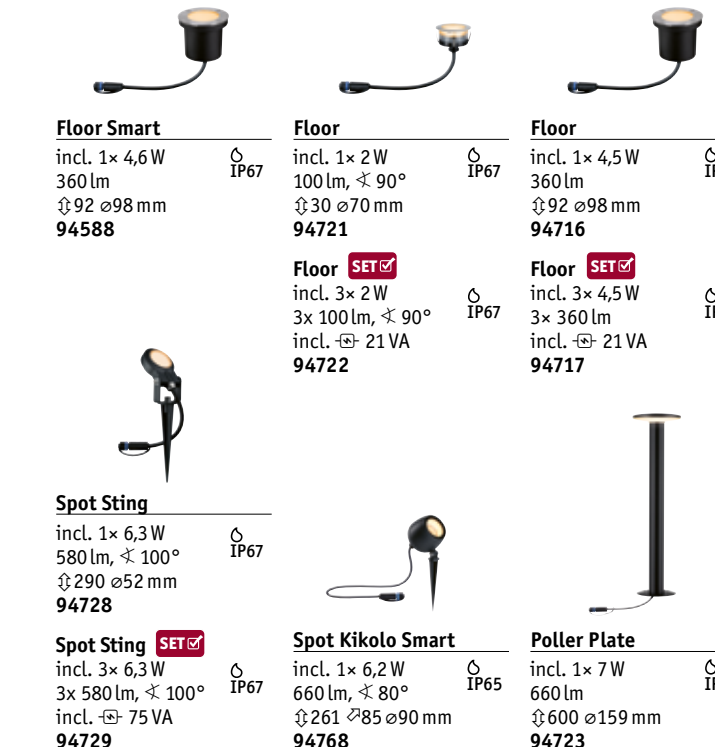 Floor Smart
incl. 1× 4,6 W
IP67
360 lm
⇕92 ⌀98 mm
94588
Floor
incl. 1× 2 W
IP67
100 lm, ∢ 90°
⇕30 ⌀70 mm
94721
Floor SET
incl. 3× 2 W
IP67
3x 100 lm, ∢ 90°
incl. 21 VA
94722
Floor
incl. 1× 4,5 W
360 lm
⇕92 ⌀98 mm
94716
Floor SET
incl. 3× 4,5 W
3× 360 lm
incl. 21 VA
94717
Spot Sting
incl. 1× 6,3 W
IP67
580 lm, ∢ 100°
⇕290 ⌀52 mm
94728
Spot Sting SET
incl. 3× 6,3 W
IP67
3x 580 lm, ∢ 100°
incl. 75 VA
94729
Spot Kikolo Smart
incl. 1× 6,2 W
IP65
660 lm, ∢ 80°
⇕261 ⬀85 ⌀90 mm
94768
Poller Plate
incl. 1× 7 W
660 lm
⇕600 ⌀159 mm
94723